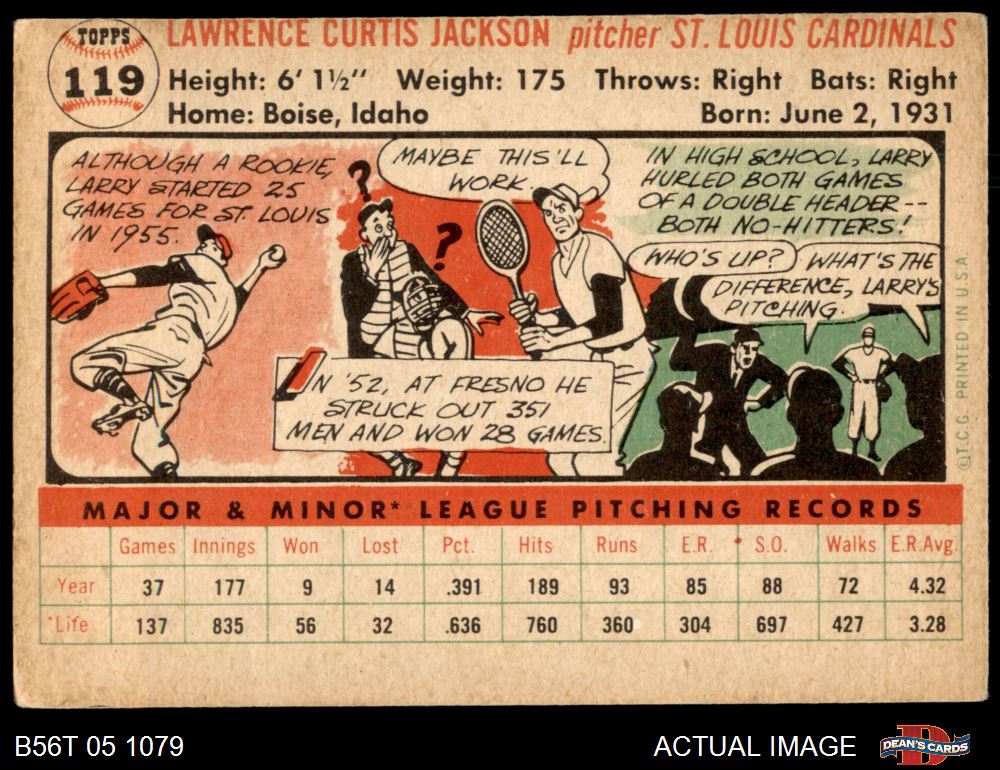 TOPPS
119
LAWRENCE CURTIS JACKSON pitcher ST. LOUIS CARDINALS
Height: 6' 1½" Weight: 175 Throws: Right Bats: Right
Home: Boise, Idaho Born: June 2, 1931
ALTHOUGH A ROOKIE,
LARRY STARTED 25
GAMES FOR ST. LOUIS
IN 1955.
?
?
MAYBE THIS'LL
WORK.
IN '52, AT FRESNO HE
STRUCK OUT 351
MEN AND WON 28 GAMES.
IN HIGH SCHOOL, LARRY
HURLED BOTH GAMES
OF A DOUBLE HEADER--
BOTH NO-HITTERS!
WHO'S UP?
WHAT'S THE
DIFFERENCE, LARRY'S
PITCHING.
©T.C.G. PRINTED IN U.S.A.
MAJOR & MINOR* LEAGUE PITCHING RECORDS
Games Innings Won Lost Pct. Hits Runs E.R. S.O. Walks E.R.Avg.
Year 37 177 9 14 .391 189 93 85 88 72 4.32
*Life 137 835 56 32 .636 760 360 304 697 427 3.28
B56T 05 1079 ACTUAL IMAGE DEAN'S CARDS